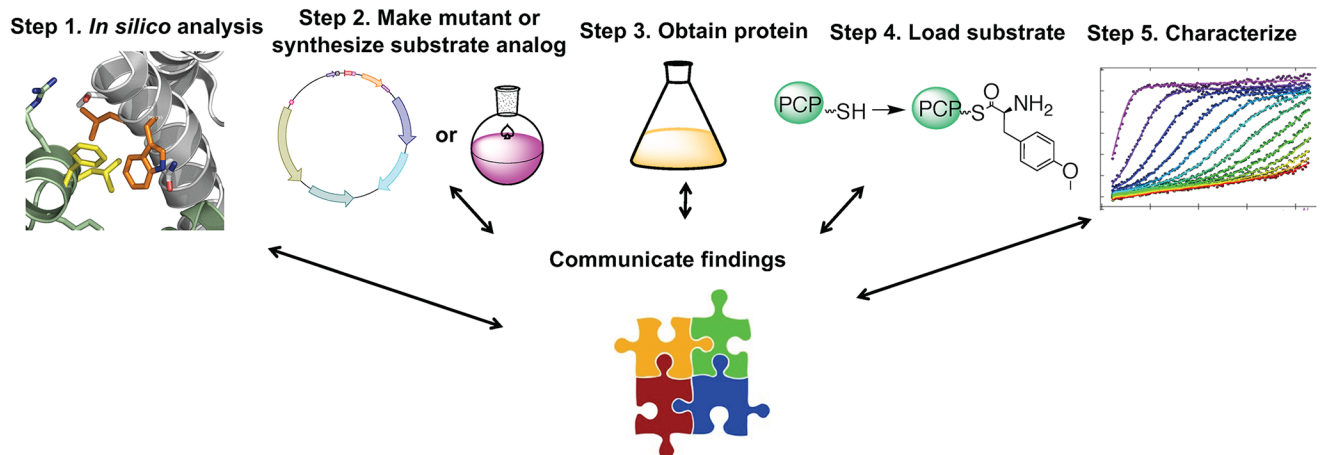 Step 1. In silico analysis
Step 2. Make mutant or
synthesize substrate analog
Step 3. Obtain protein
Step 4. Load substrate
Step 5. Characterize
or
PCP SH
PCP S O NH2
O
Communicate findings